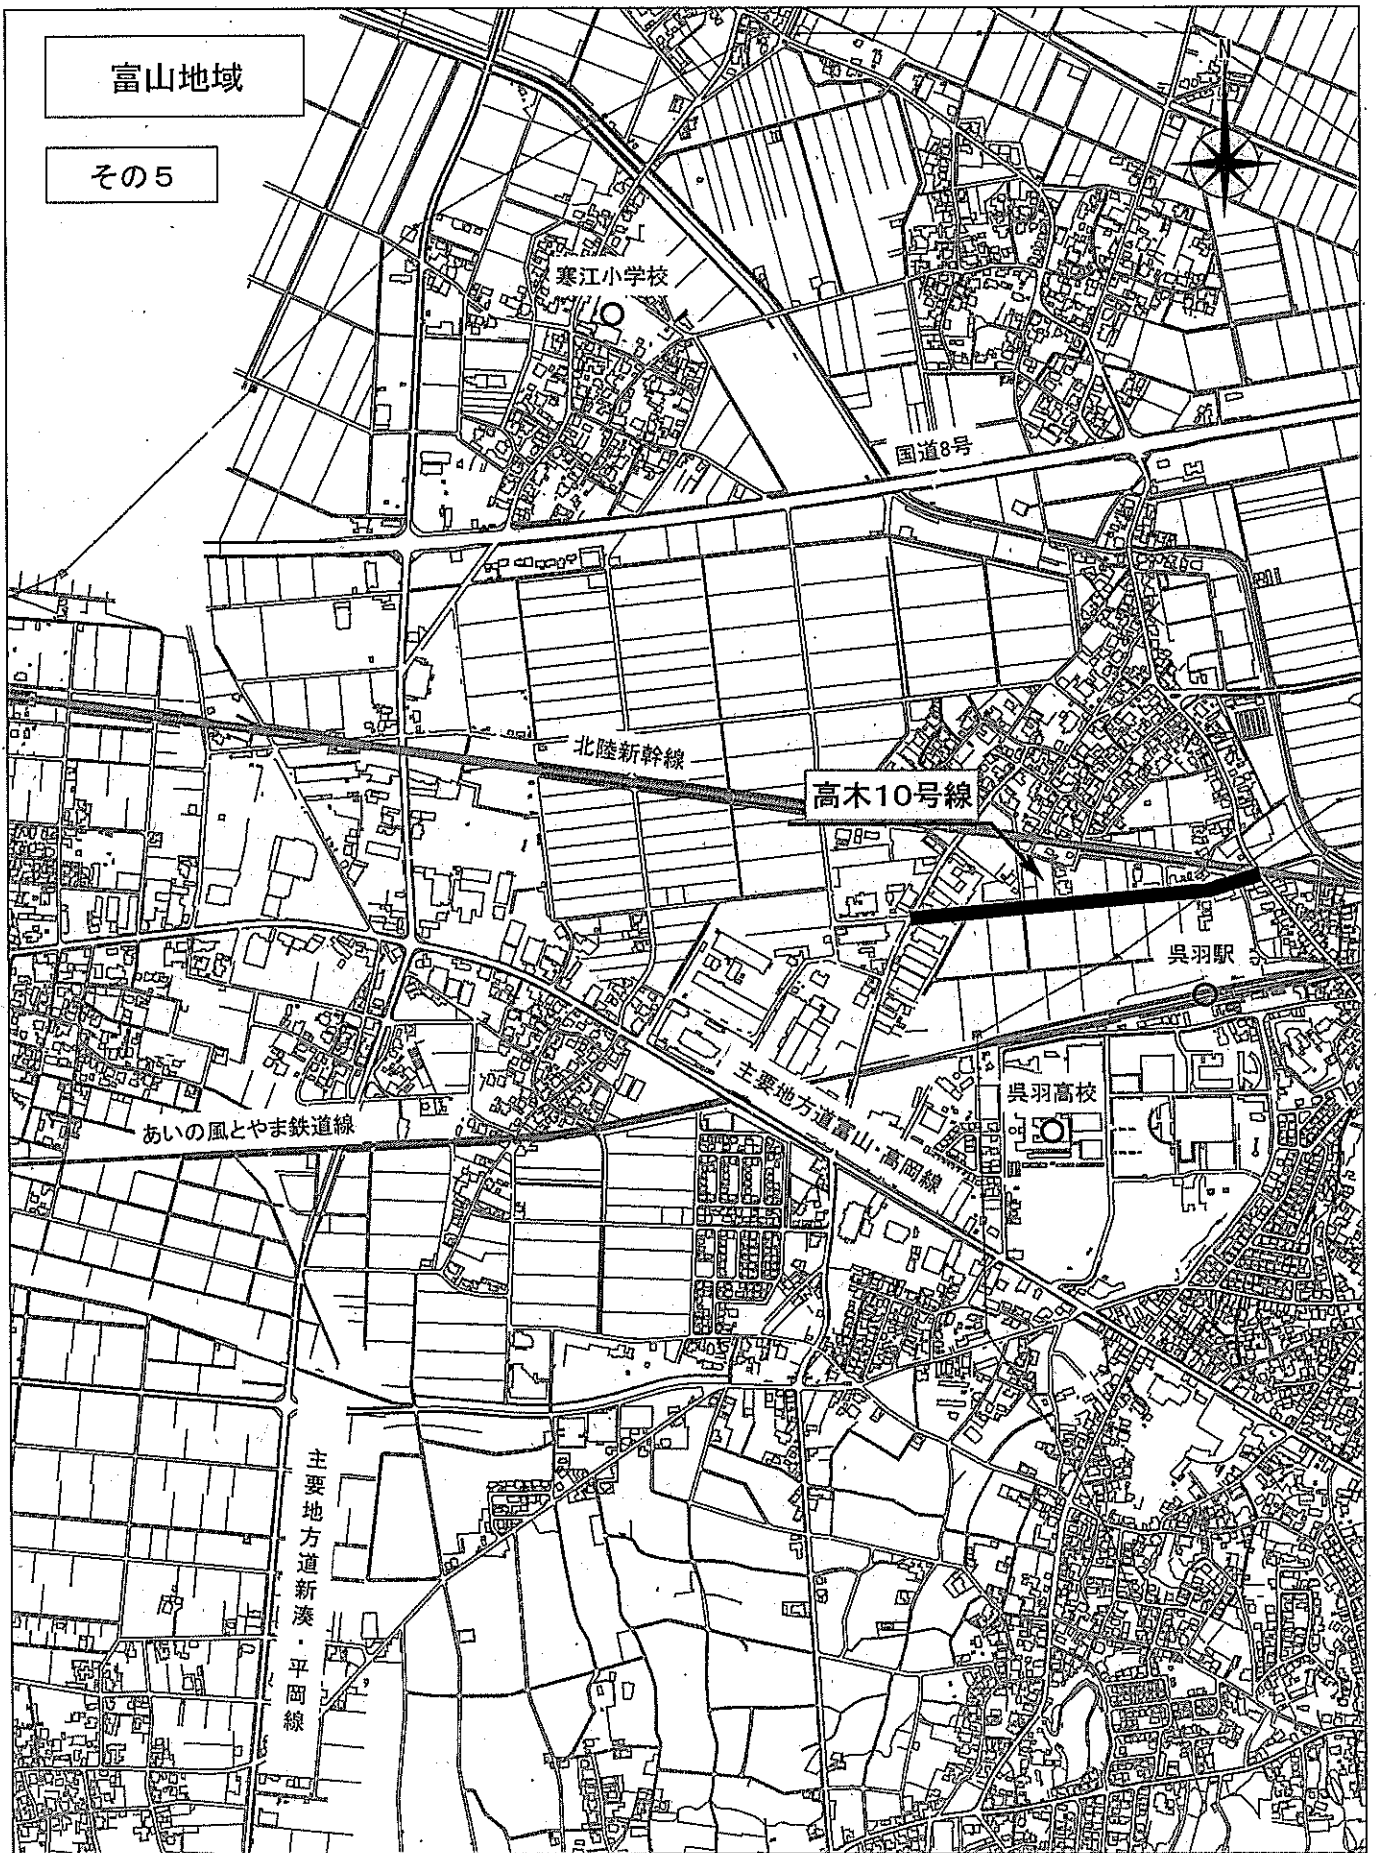 富山地域
その5
N
寒江小学校
国道8号
北陸新幹線
高木10号線
呉羽駅
主要地方道富山・高岡線
呉羽高校
あいの風とやま鉄道線
主要地方道新湊・平岡線